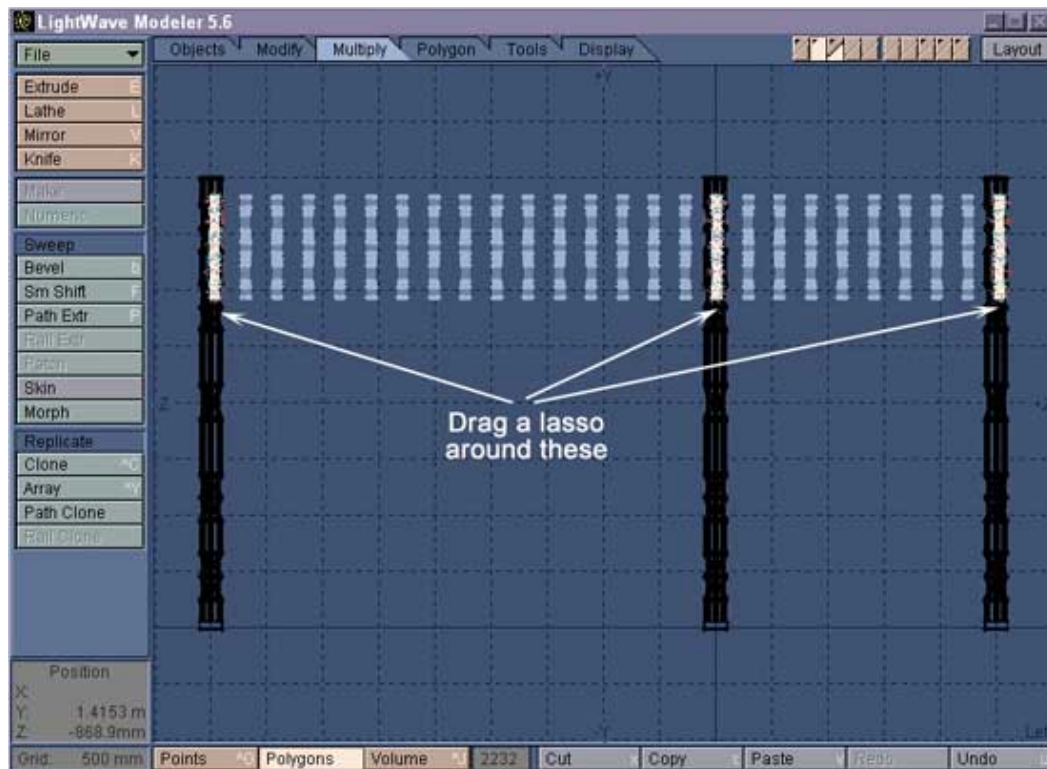 LightWave Modeler 5.6
File
Objects Modify Multiply Polygon Tools Display
Layout
Extrude E
Lathe L
Mirror V
Knife K
Make
Numeric
Sweep
Bevel b
Sm Shift F
Path Extr P
Rail Extr
Patch
Skin
Morph
Replicate
Clone ^C
Array ^Y
Path Clone
Rail Clone
+Y
Drag a lasso
around these
-Y
Left
Position
X:
Y: 1.4153 m
Z: -868.9mm
Grid: 500 mm
Points ^G Polygons Volume ^J 2232 Cut Copy Paste Redo Undo